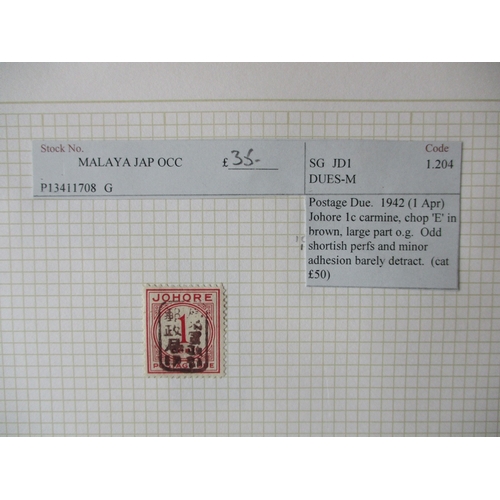 Stock No.
MALAYA JAP OCC
£ 35-
P13411708 G
Code
SG JD1
1.204
DUES-M
Postage Due. 1942 (1 Apr)
Johore 1c carmine, chop 'E' in
brown, large part o.g. Odd
shortish perfs and minor
adhesion barely detract. (cat
£50)
JOHORE
1